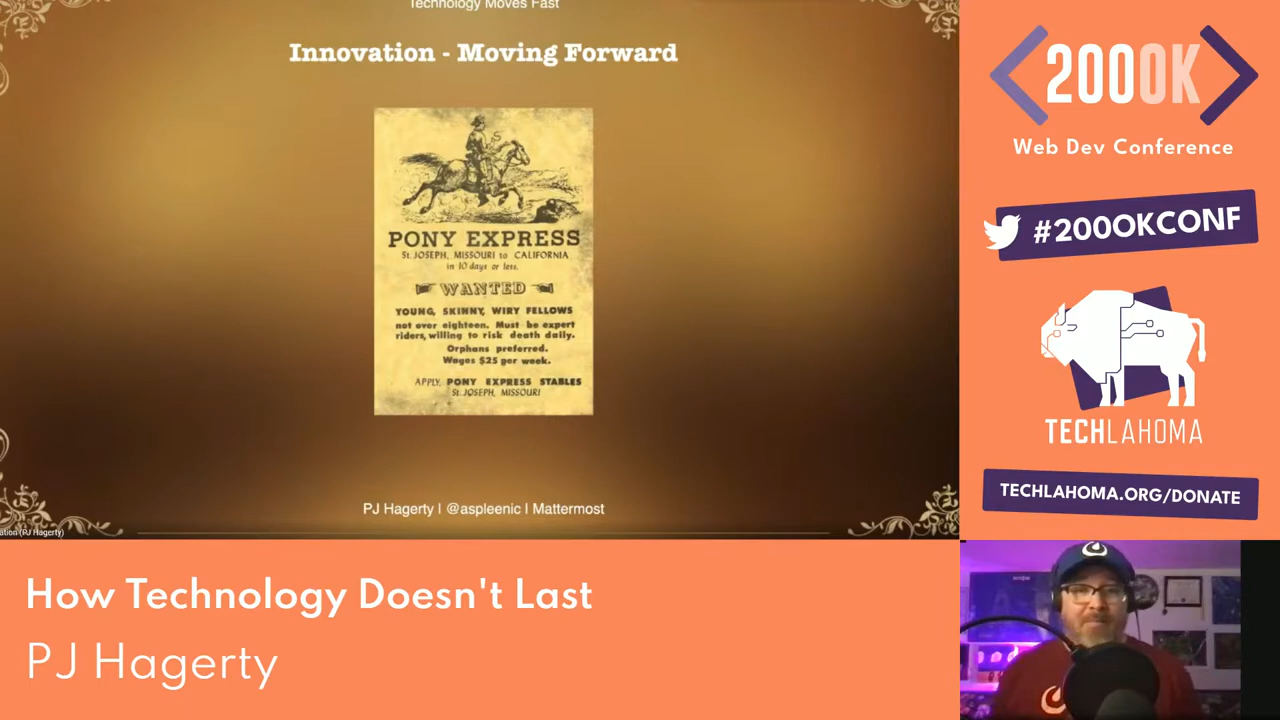 Technology Moves Fast
Innovation - Moving Forward
PONY EXPRESS
St. JOSEPH, MISSOURI to CALIFORNIA
in 10 days or less.
WANTED
YOUNG, SKINNY, WIRY FELLOWS
not over eighteen. Must be expert
riders, willing to risk death daily.
Orphans preferred.
Wages $25 per week.
APPLY, PONY EXPRESS STABLES
St. JOSEPH, MISSOURI
PJ Hagerty | @aspleenic | Mattermost
(PJ Hagerty)
200OK
Web Dev Conference
#200OKCONF
TECHLAHOMA
TECHLAHOMA.ORG/DONATE
How Technology Doesn't Last
PJ Hagerty